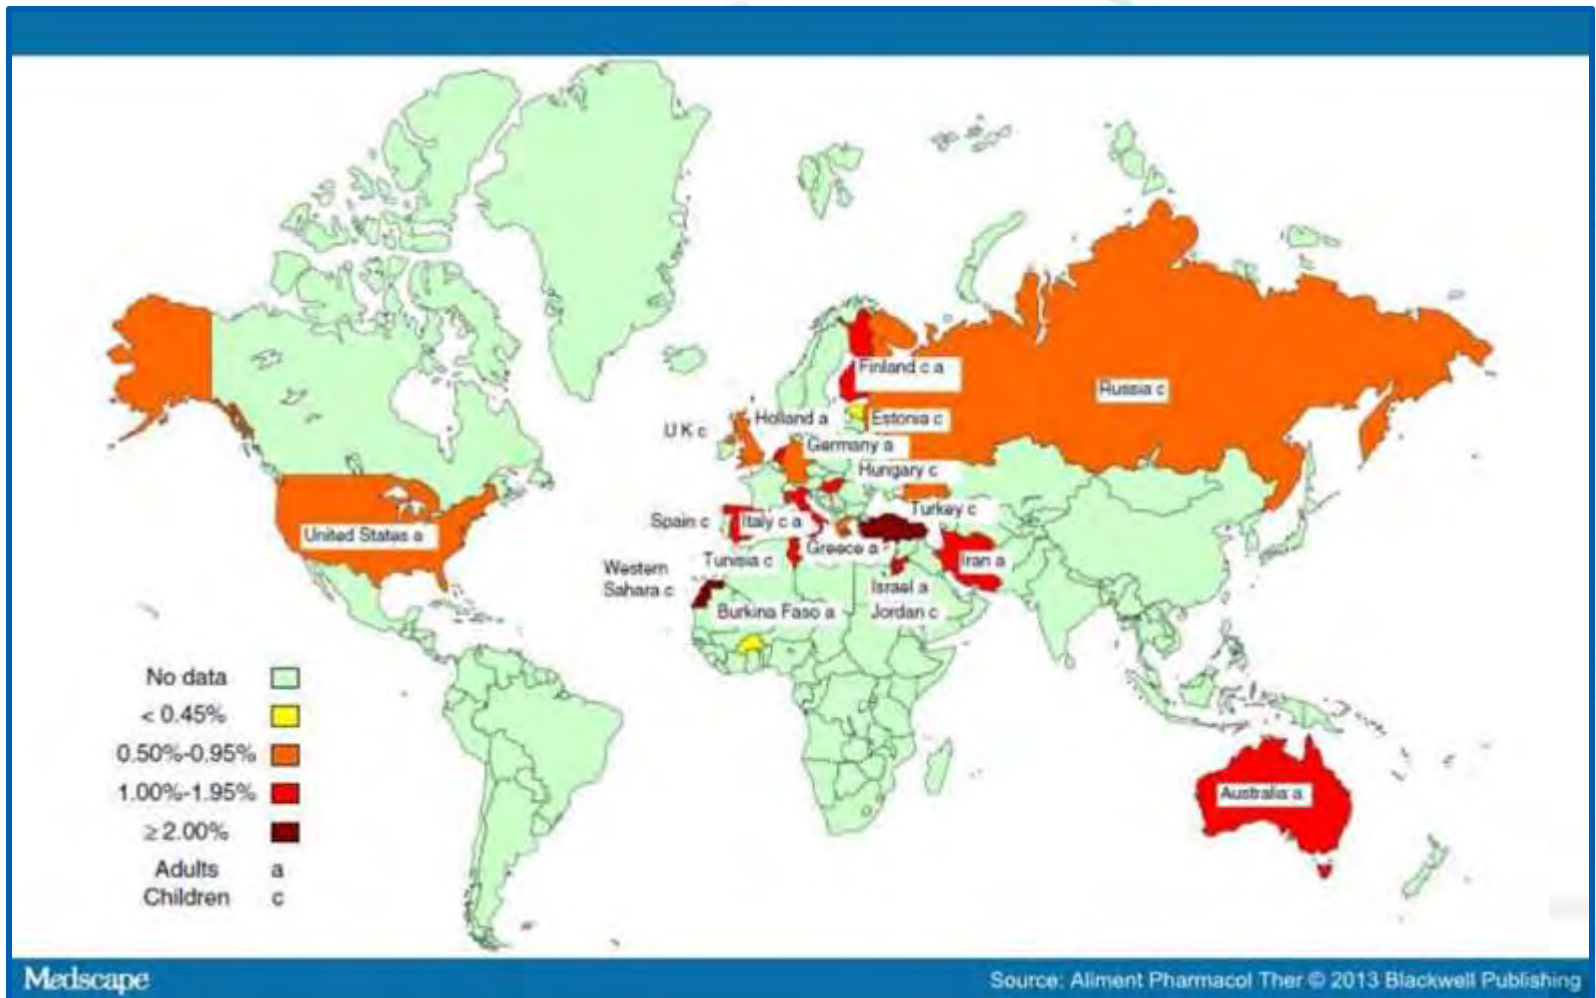 Finland c a
Russia c
Holland a
Estonia c
U K c
Germany a
Hungary c
Turkey c
Spain c
Italy c a
United States a
Greece a
Tunisia c
Iran a
Western
Sahara c
Israel a
Burkina Faso a
Jordan c
No data
< 0.45%
0.50%-0.95%
1.00%-1.95%
≥ 2.00%
Adults a
Children c
Australia a
Medscape
Source: Aliment Pharmacol Ther © 2013 Blackwell Publishing